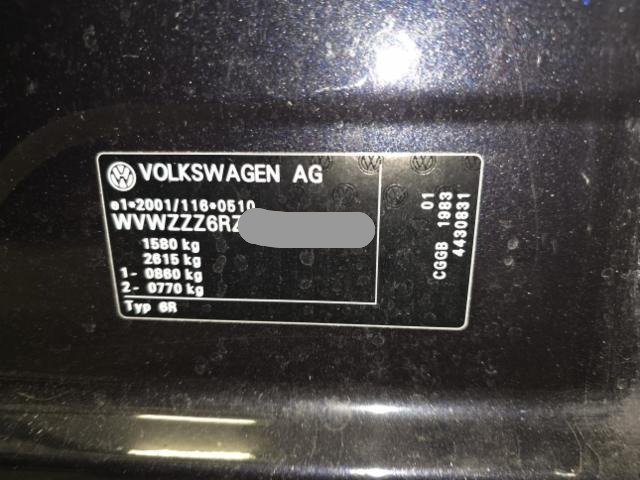 VOLKSWAGEN AG
e1*2001/116*0510
WVWZZZ6RZ
1580 kg
2615 kg
1- 0860 kg
2- 0770 kg
Typ 6R
01
CGGB 1983
4430831